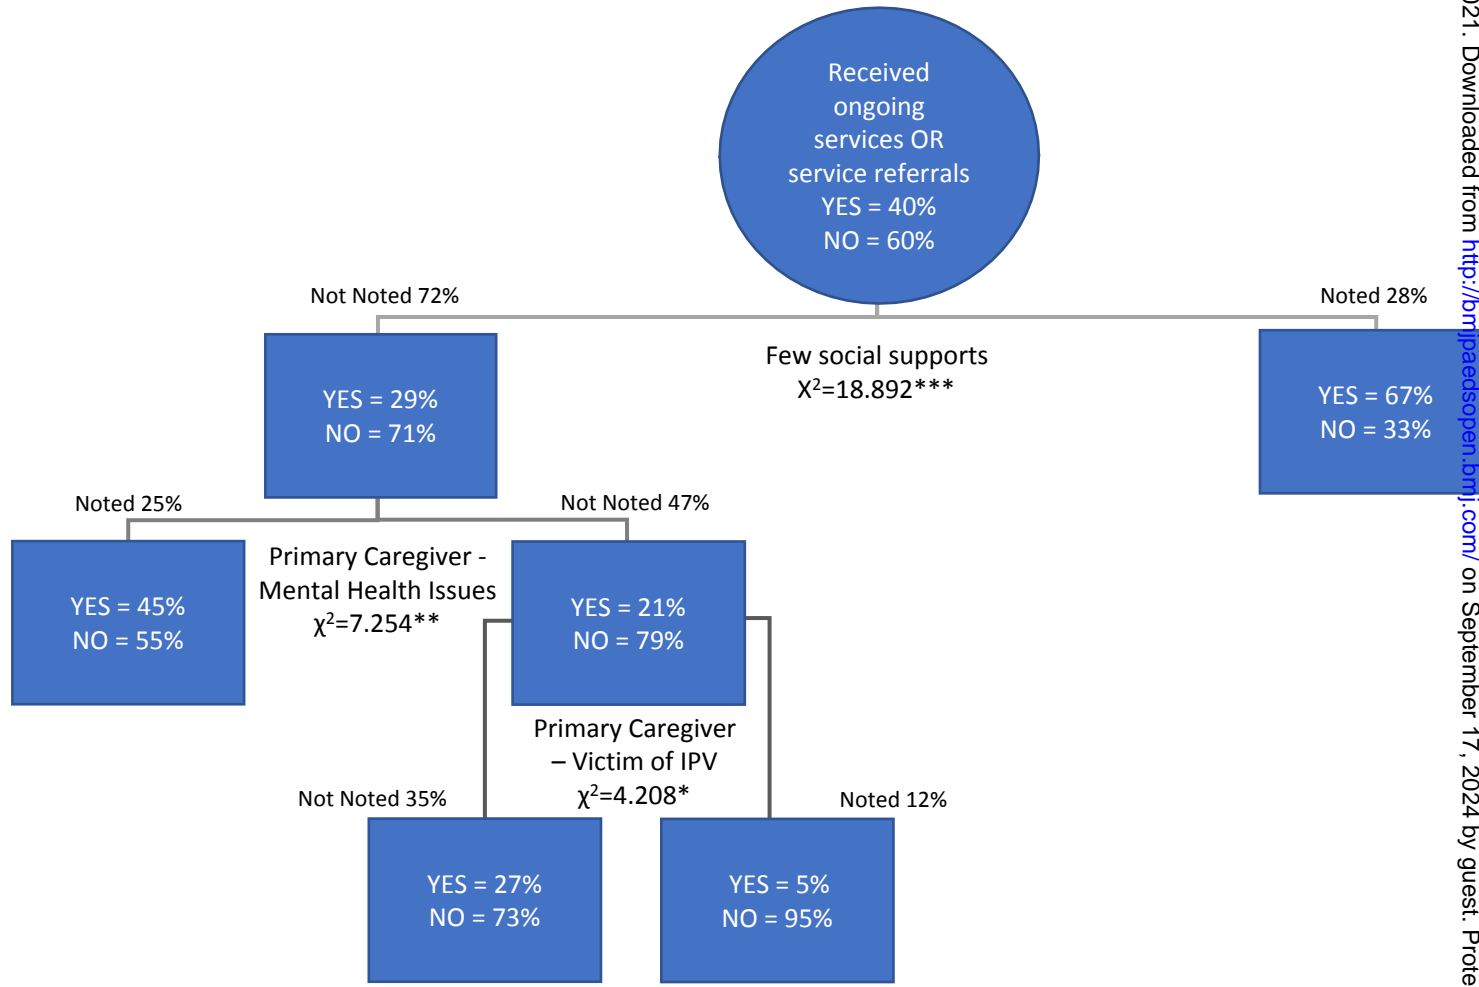 Received
ongoing
services OR
service referrals
YES = 40%
NO = 60%
Not Noted 72%
Noted 28%
Few social supports
X²=18.892***
YES = 29%
NO = 71%
YES = 67%
NO = 33%
Noted 25%
Not Noted 47%
Primary Caregiver -
Mental Health Issues
χ²=7.254**
YES = 45%
NO = 55%
YES = 21%
NO = 79%
Primary Caregiver
– Victim of IPV
χ²=4.208*
Not Noted 35%
Noted 12%
YES = 27%
NO = 73%
YES = 5%
NO = 95%
021. Downloaded from http://bmjpaedsopen.bmj.com/ on September 17, 2024 by guest. Prote